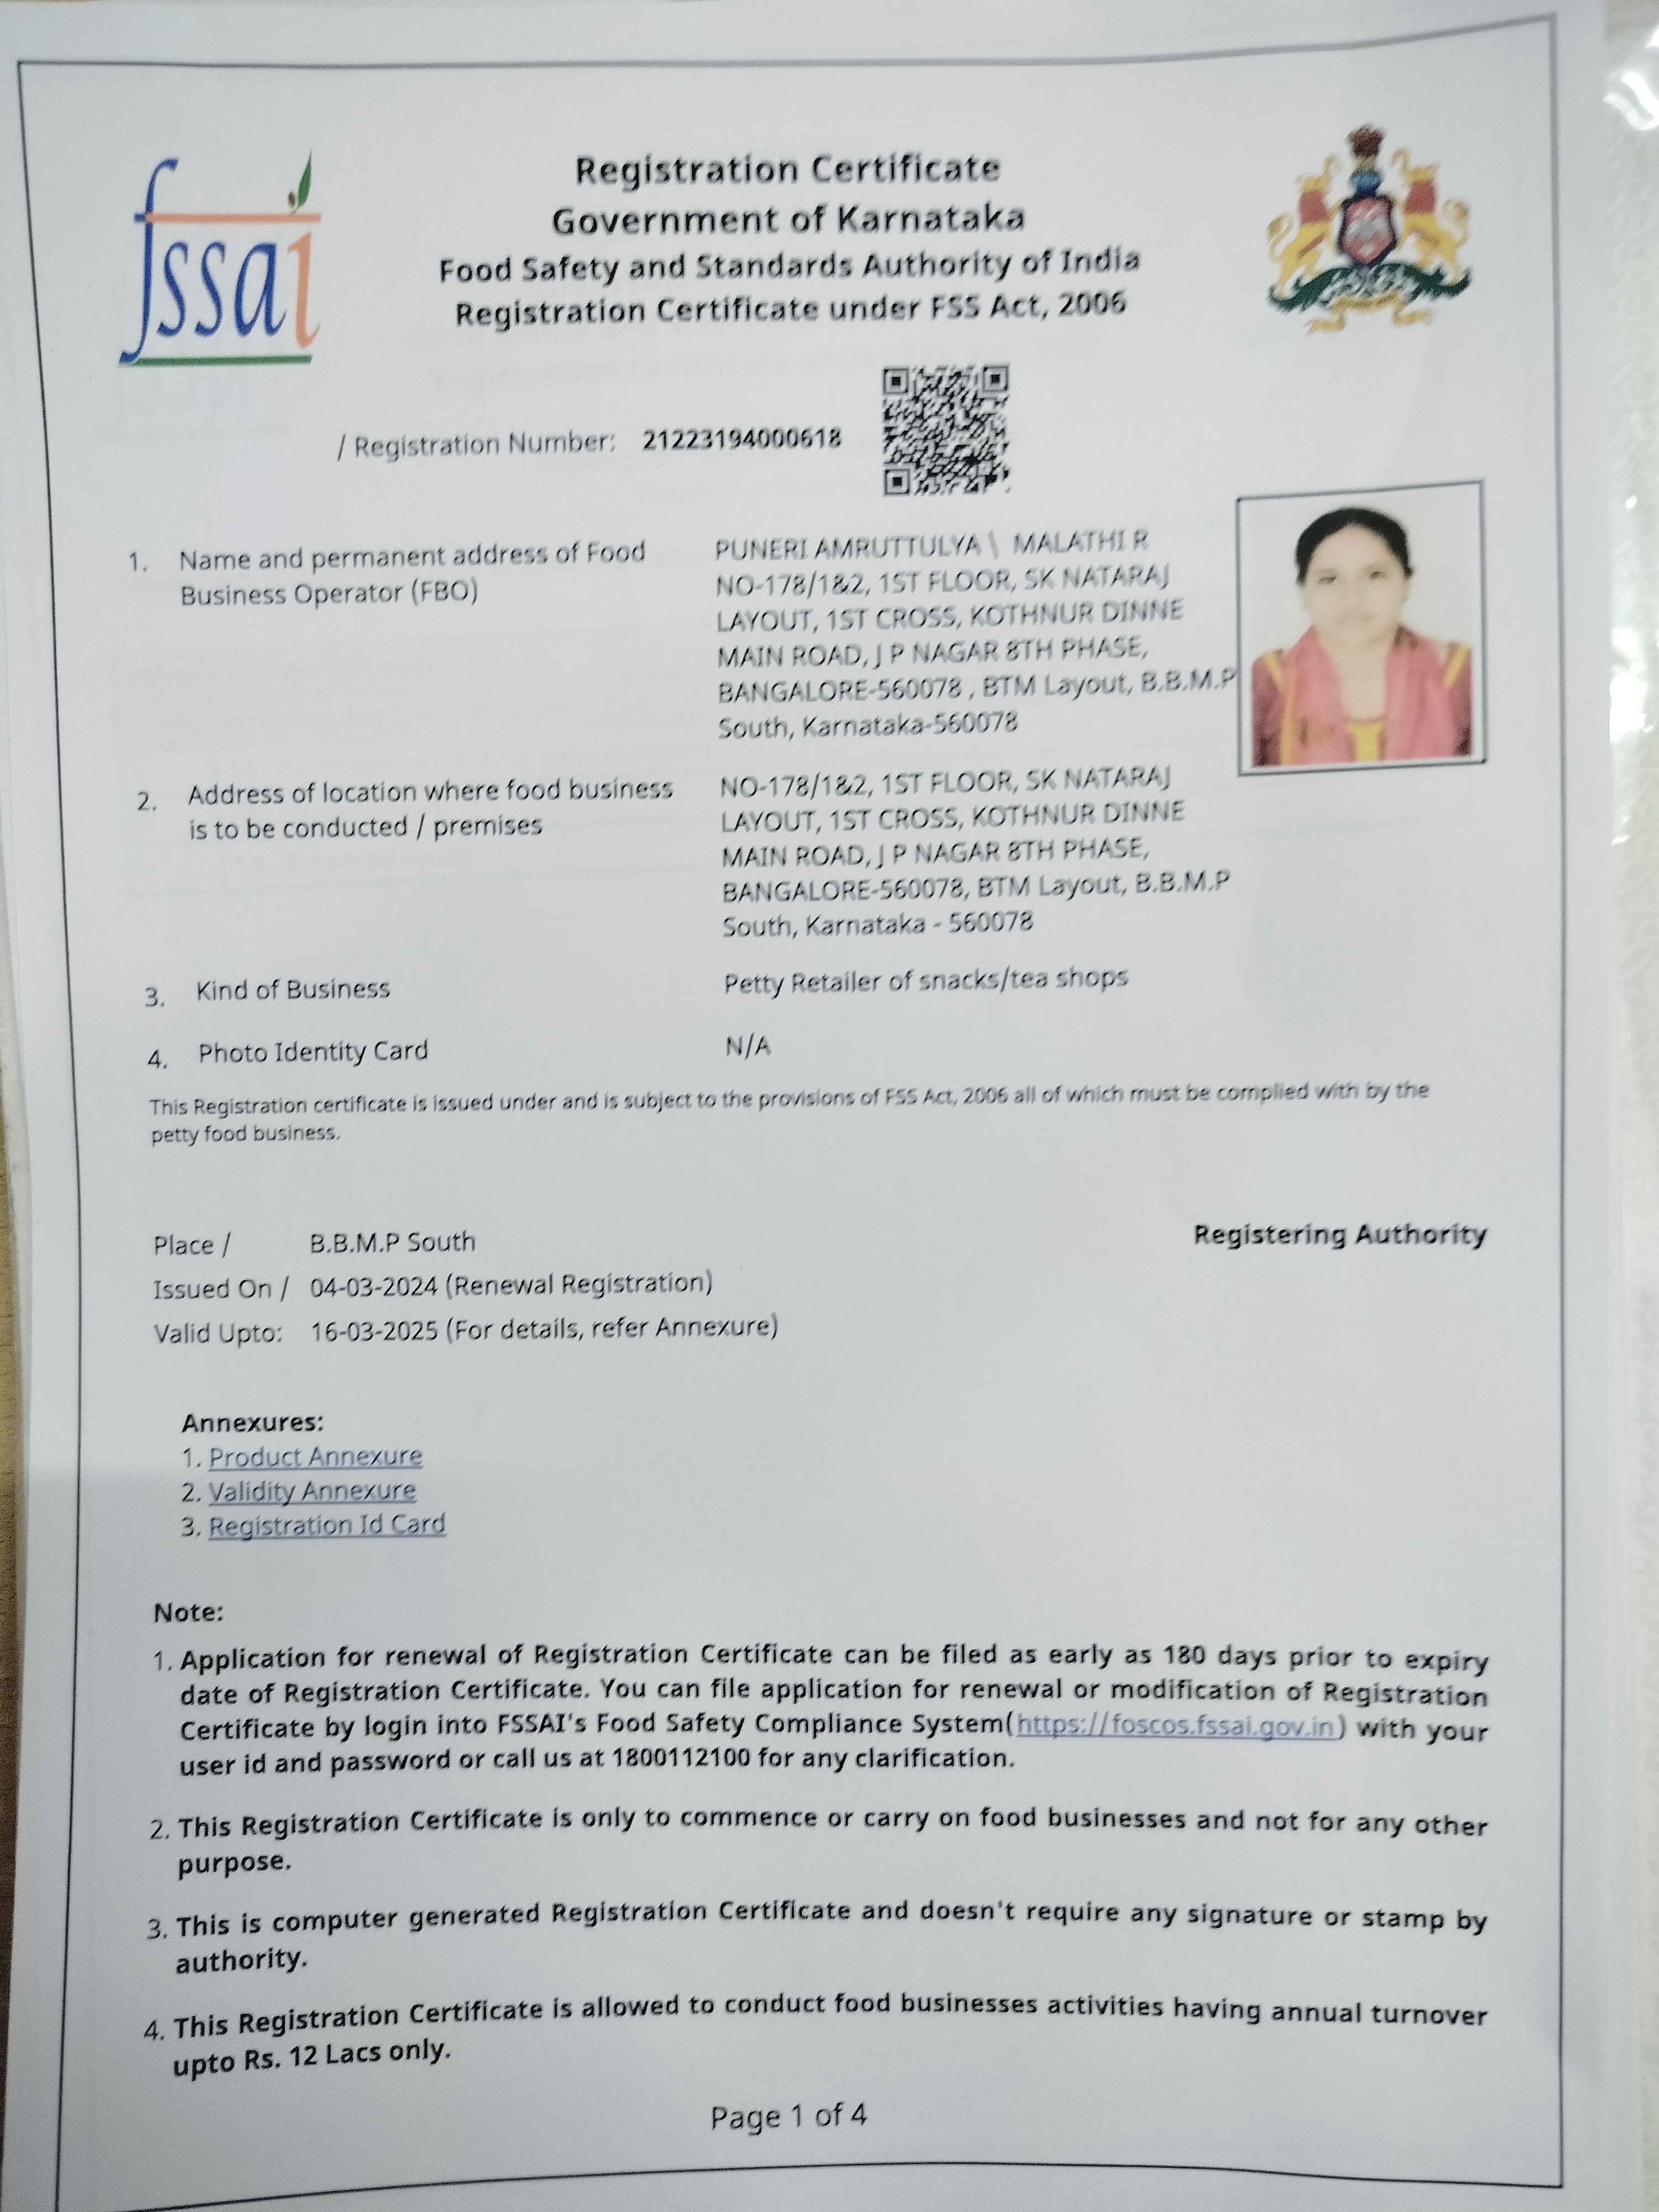 fssai
Registration Certificate
Government of Karnataka
Food Safety and Standards Authority of India
Registration Certificate under FSS Act, 2006
/ Registration Number: 21223194000618
1. Name and permanent address of Food
Business Operator (FBO)
PUNERI AMRUTTULYA \ MALATHI R
NO-178/1&2, 1ST FLOOR, SK NATARAJ
LAYOUT, 1ST CROSS, KOTHNUR DINNE
MAIN ROAD, J P NAGAR 8TH PHASE,
BANGALORE-560078 , BTM Layout, B.B.M.P
South, Karnataka-560078
2. Address of location where food business
is to be conducted / premises
NO-178/1&2, 1ST FLOOR, SK NATARAJ
LAYOUT, 1ST CROSS, KOTHNUR DINNE
MAIN ROAD, J P NAGAR 8TH PHASE,
BANGALORE-560078, BTM Layout, B.B.M.P
South, Karnataka - 560078
3. Kind of Business Petty Retailer of snacks/tea shops
4. Photo Identity Card N/A
This Registration certificate is issued under and is subject to the provisions of FSS Act, 2006 all of which must be complied with by the
petty food business.
Place / B.B.M.P South
Registering Authority
Issued On / 04-03-2024 (Renewal Registration)
Valid Upto: 16-03-2025 (For details, refer Annexure)
Annexures:
1. Product Annexure
2. Validity Annexure
3. Registration Id Card
Note:
1. Application for renewal of Registration Certificate can be filed as early as 180 days prior to expiry
date of Registration Certificate. You can file application for renewal or modification of Registration
Certificate by login into FSSAI's Food Safety Compliance System(https://foscos.fssai.gov.in) with your
user id and password or call us at 1800112100 for any clarification.
2. This Registration Certificate is only to commence or carry on food businesses and not for any other
purpose.
3. This is computer generated Registration Certificate and doesn't require any signature or stamp by
authority.
4. This Registration Certificate is allowed to conduct food businesses activities having annual turnover
upto Rs. 12 Lacs only.
Page 1 of 4